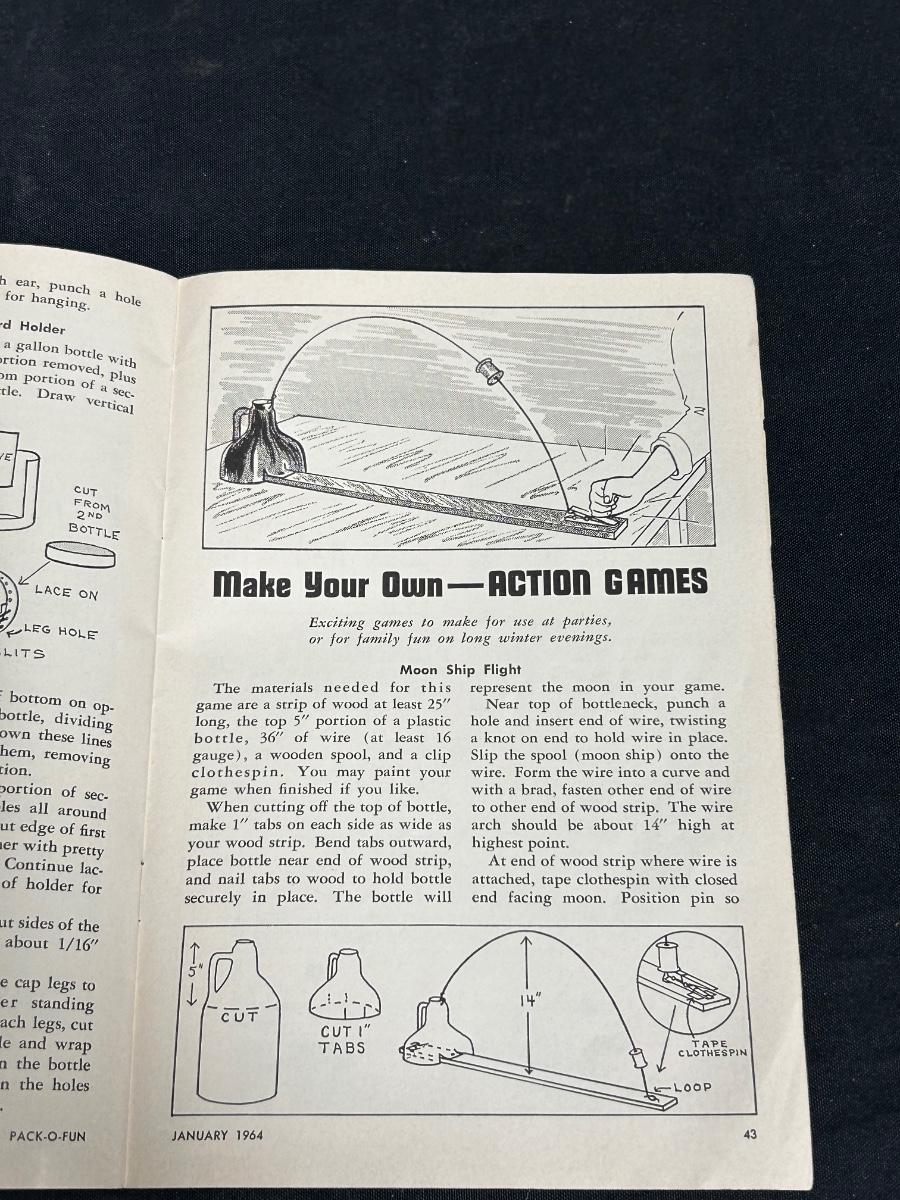 h ear, punch a hole
for hanging.
rd Holder
a gallon bottle with
ortion removed, plus
om portion of a sec-
tle. Draw vertical
VE
CUT
FROM
2ND
BOTTLE
LACE ON
LEG HOLE
SLITS
f bottom on op-
bottle, dividing
own these lines
hem, removing
tion.
portion of sec-
les all around
ut edge of first
her with pretty
Continue lac-
of holder for
ut sides of the
about 1/16"
e cap legs to
er standing
ach legs, cut
le and wrap
n the bottle
n the holes
PACK-O-FUN
Make Your Own—ACTION GAMES
Exciting games to make for use at parties,
or for family fun on long winter evenings.
Moon Ship Flight
The materials needed for this
game are a strip of wood at least 25"
long, the top 5" portion of a plastic
bottle, 36" of wire (at least 16
gauge), a wooden spool, and a clip
clothespin. You may paint your
game when finished if you like.
When cutting off the top of bottle,
make 1" tabs on each side as wide as
your wood strip. Bend tabs outward,
place bottle near end of wood strip,
and nail tabs to wood to hold bottle
securely in place. The bottle will
represent the moon in your game.
Near top of bottleneck, punch a
hole and insert end of wire, twisting
a knot on end to hold wire in place.
Slip the spool (moon ship) onto the
wire. Form the wire into a curve and
with a brad, fasten other end of wire
to other end of wood strip. The wire
arch should be about 14" high at
highest point.
At end of wood strip where wire is
attached, tape clothespin with closed
end facing moon. Position pin so
5"
CUT
CUT 1"
TABS
14"
TAPE
CLOTHESPIN
LOOP
JANUARY 1964
43